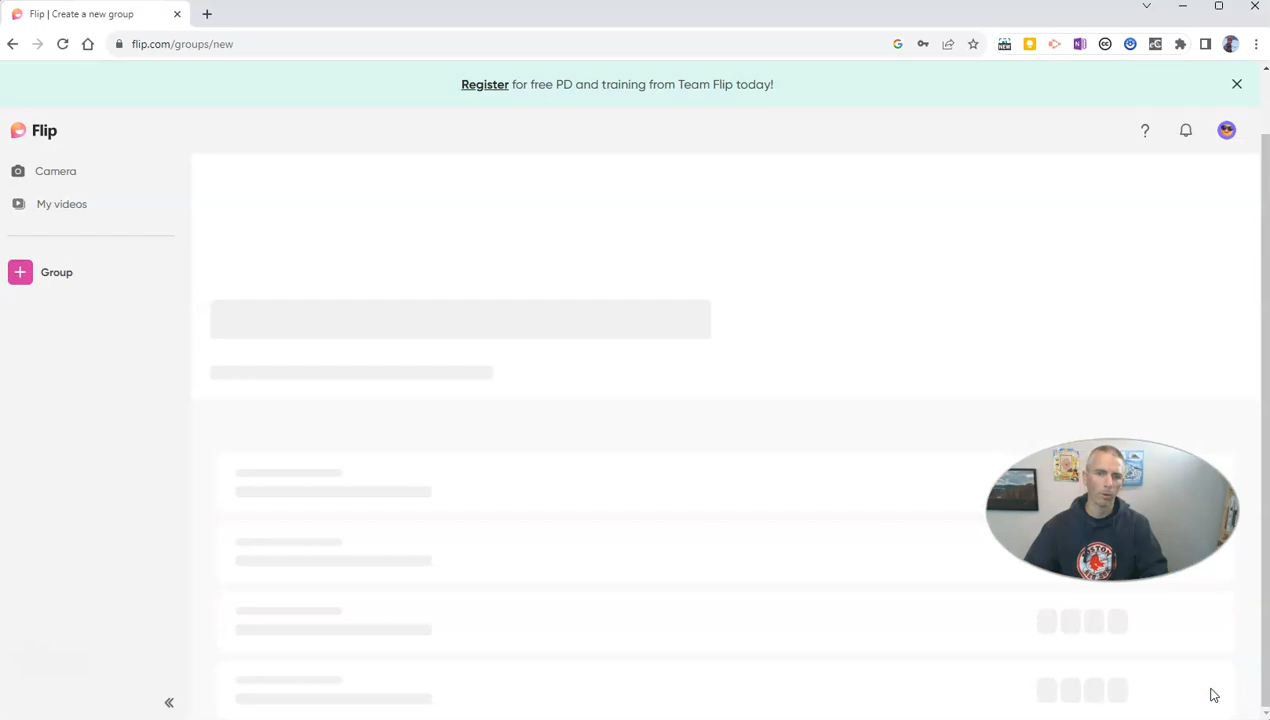 Flip | Create a new group
flip.com/groups/new
Register for free PD and training from Team Flip today!
Flip
Camera
My videos
Group